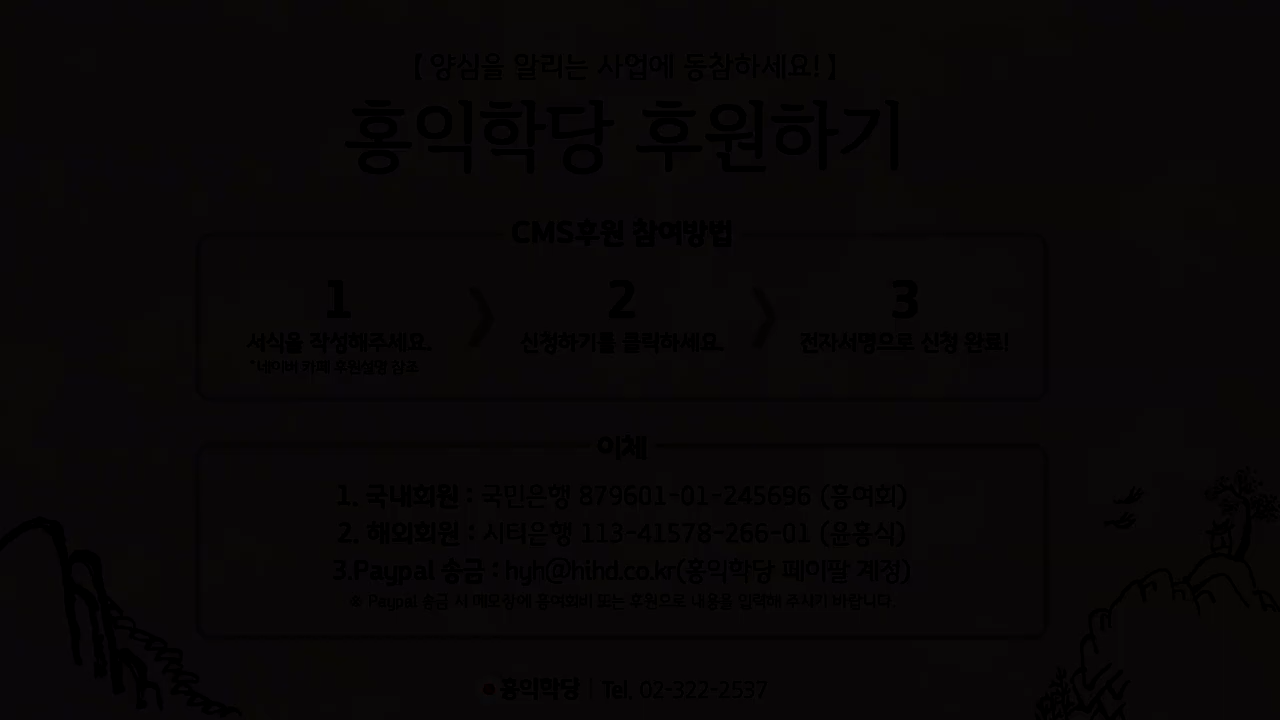 [ 양심을 알리는 사업에 동참하세요! ]
홍익학당 후원하기
CMS후원 참여방법
1
2
3
서식을 작성해주세요.
신청하기를 클릭하세요.
전자서명으로 신청 완료!
*네이버 카페 후원설명 참조
이체
1. 국내회원 : 국민은행 879601-01-245696 (흥여회)
2. 해외회원 : 시티은행 113-41578-266-01 (윤홍식)
3.Paypal 송금 : hyh@hihd.co.kr(홍익학당 페이팔 계정)
※ Paypal 송금 시 메모장에 흥여회비 또는 후원으로 내용을 입력해 주시기 바랍니다.
홍익학당 | Tel. 02-322-2537